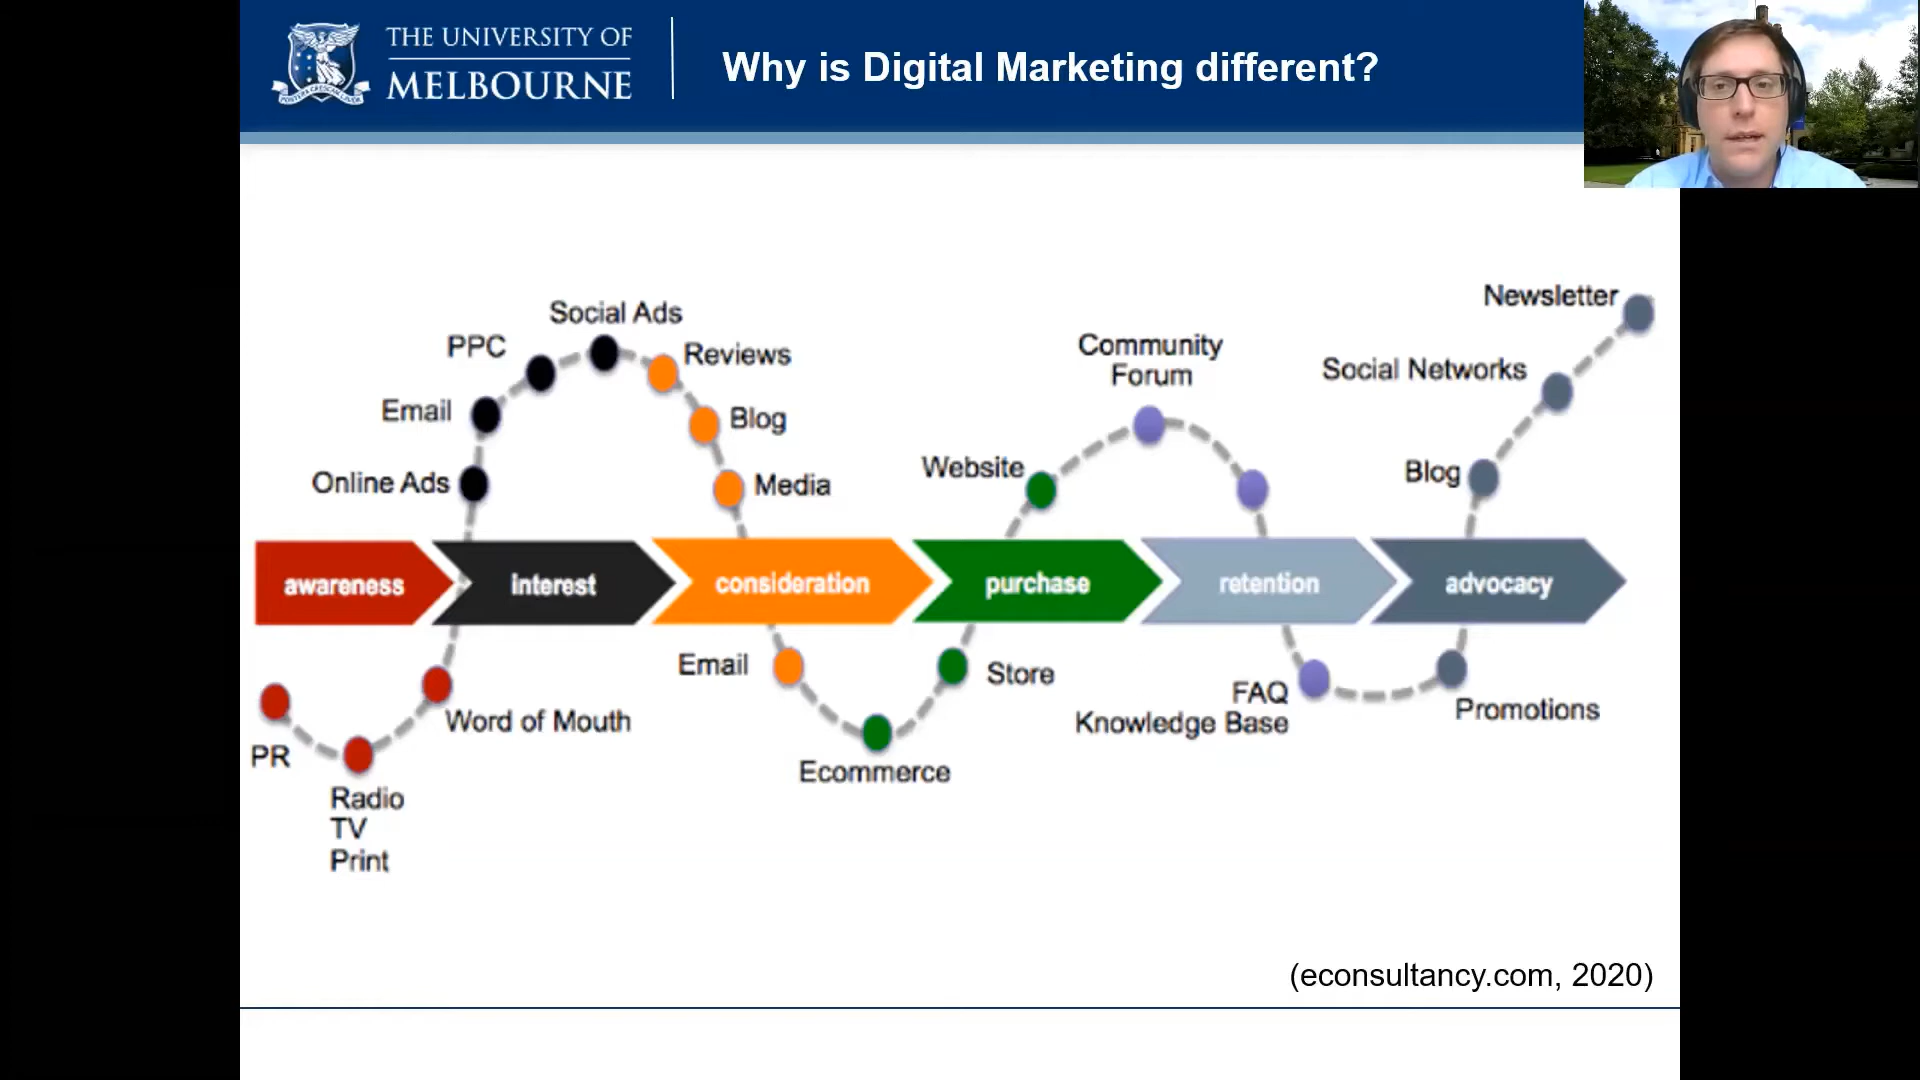 THE UNIVERSITY OF
MELBOURNE
Why is Digital Marketing different?
Newsletter
Social Networks
Blog
Community
Forum
Website
Social Ads
PPC
Reviews
Email
Blog
Online Ads
Media
awareness
interest
consideration
purchase
retention
advocacy
Email
Store
FAQ
Knowledge Base
Promotions
Word of Mouth
PR
Ecommerce
Radio
TV
Print
(econsultancy.com, 2020)